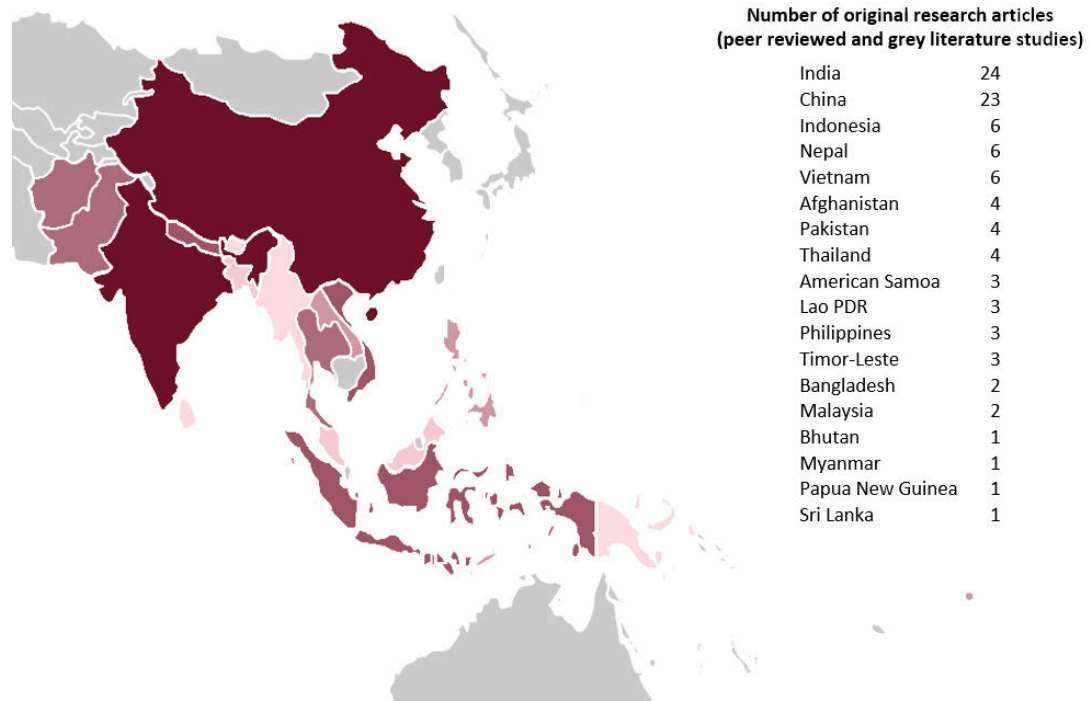 Number of original research articles
(peer reviewed and grey literature studies)
India 24
China 23
Indonesia 6
Nepal 6
Vietnam 6
Afghanistan 4
Pakistan 4
Thailand 4
American Samoa 3
Lao PDR 3
Philippines 3
Timor-Leste 3
Bangladesh 2
Malaysia 2
Bhutan 1
Myanmar 1
Papua New Guinea 1
Sri Lanka 1